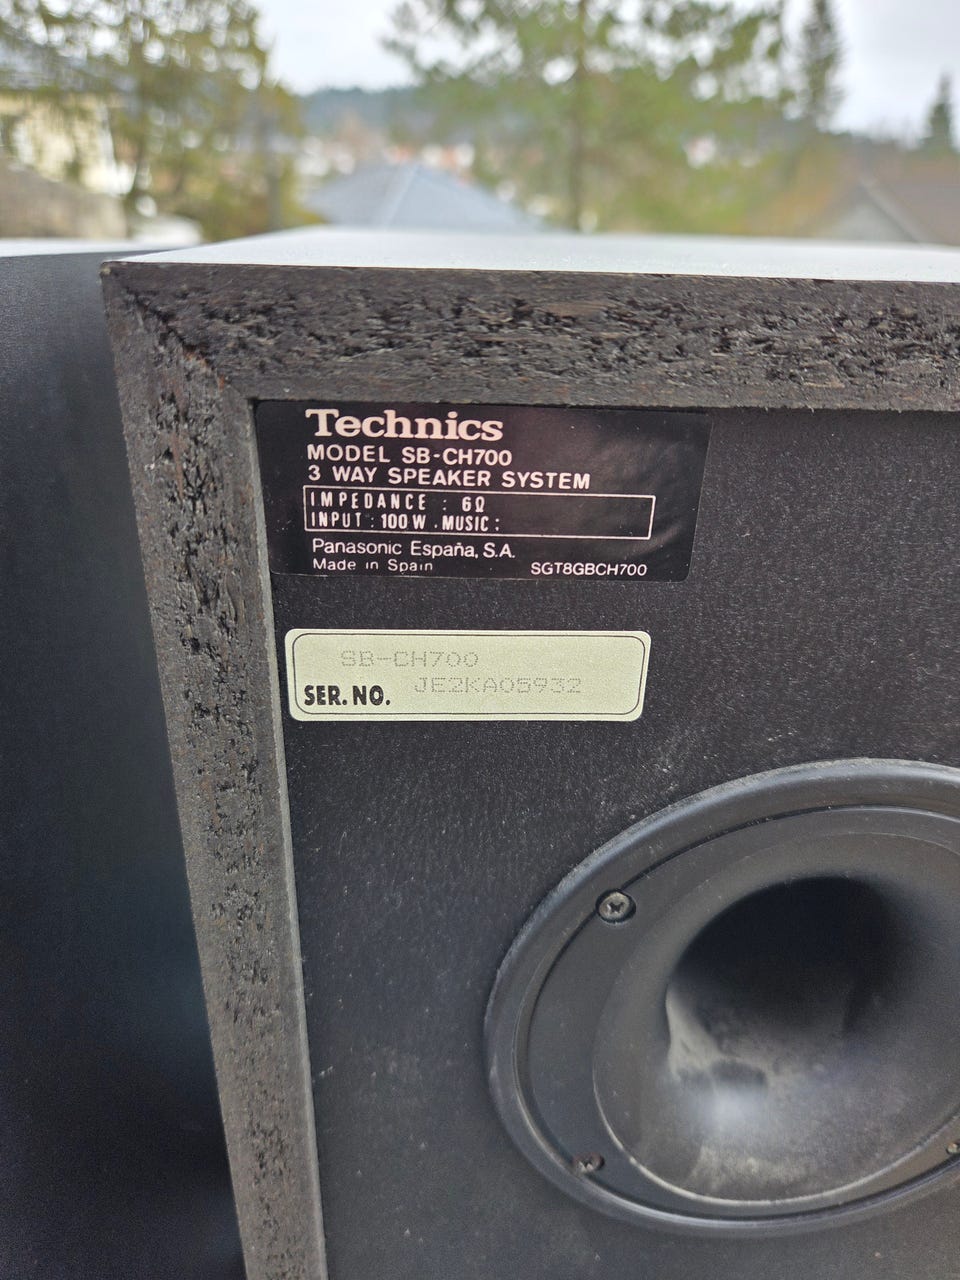 Technics
MODEL SB-CH700
3 WAY SPEAKER SYSTEM
IMPEDANCE : 6Ω
INPUT : 100W . MUSIC :
Panasonic España, S.A.
Made in Spain
SGT8GBCH700
SB-CH700
SER. NO. JE2KA05932